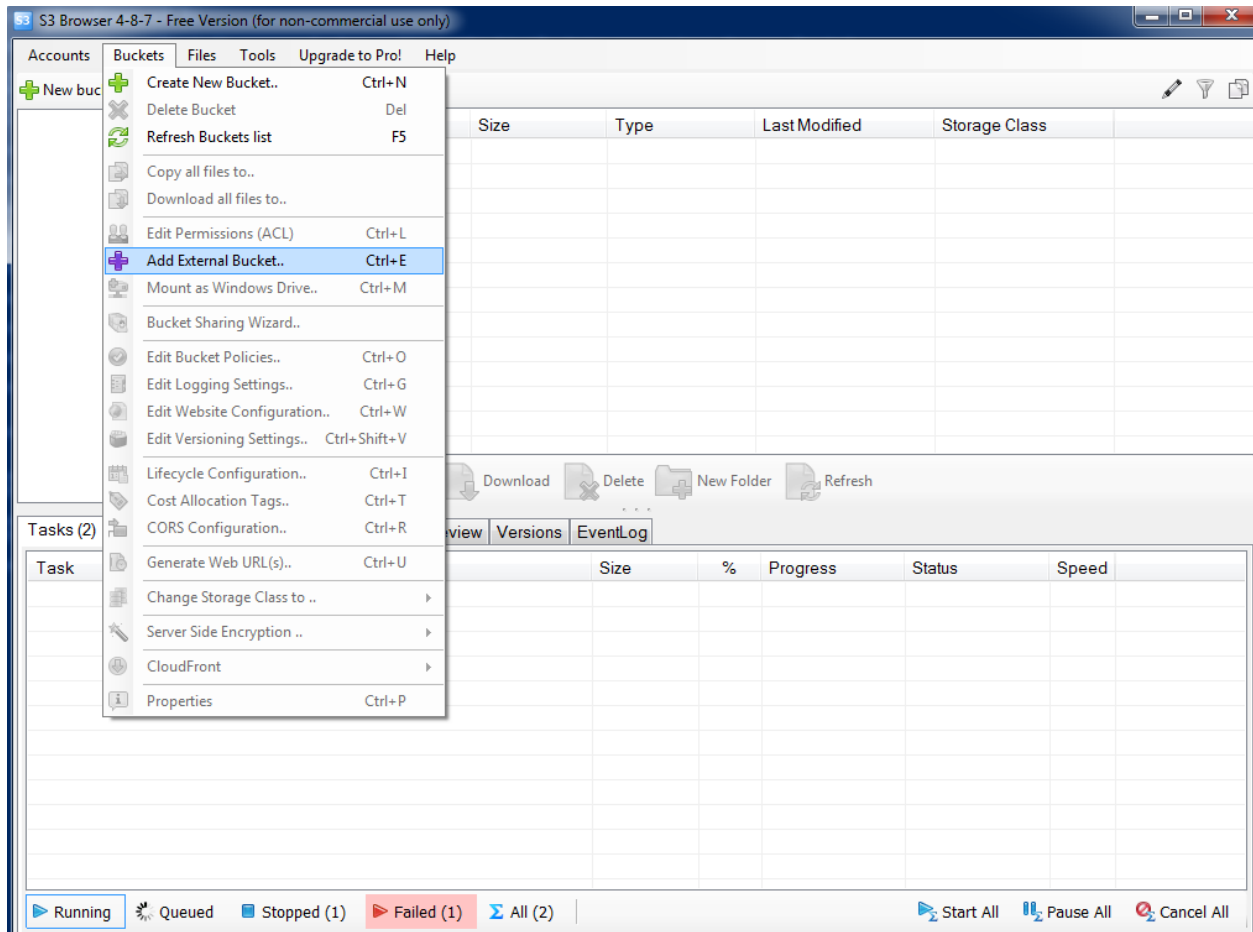 S3 S3 Browser 4-8-7 - Free Version (for non-commercial use only)
Accounts Buckets Files Tools Upgrade to Pro! Help
New buc
Create New Bucket.. Ctrl+N
Delete Bucket Del
Refresh Buckets list F5
Copy all files to..
Download all files to..
Edit Permissions (ACL) Ctrl+L
Add External Bucket.. Ctrl+E
Mount as Windows Drive.. Ctrl+M
Bucket Sharing Wizard..
Edit Bucket Policies.. Ctrl+O
Edit Logging Settings.. Ctrl+G
Edit Website Configuration.. Ctrl+W
Edit Versioning Settings.. Ctrl+Shift+V
Lifecycle Configuration.. Ctrl+I
Cost Allocation Tags.. Ctrl+T
CORS Configuration.. Ctrl+R
Generate Web URL(s).. Ctrl+U
Change Storage Class to ..
Server Side Encryption ..
CloudFront
Properties Ctrl+P
Size Type Last Modified Storage Class
Download Delete New Folder Refresh
Tasks (2) eview Versions EventLog
Task Size % Progress Status Speed
Running Queued Stopped (1) Failed (1) All (2) Start All Pause All Cancel All